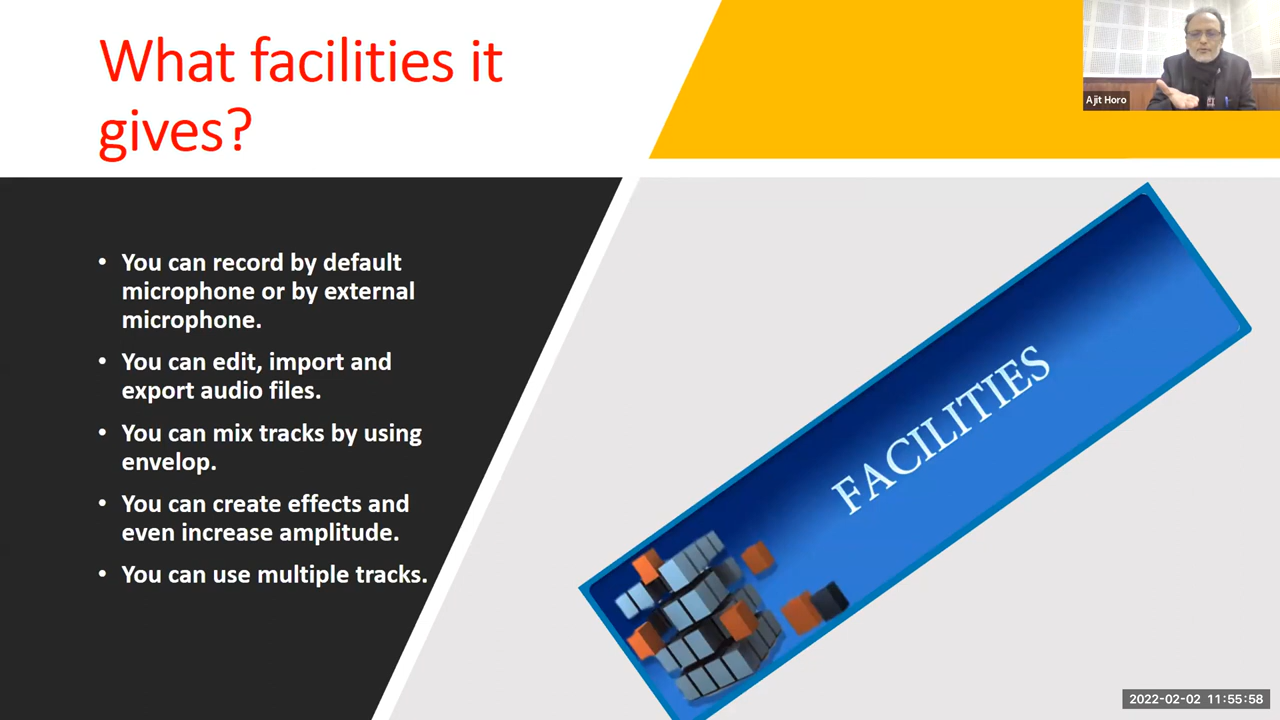 What facilities it
gives?
Ajit Horo
• You can record by default
microphone or by external
microphone.
• You can edit, import and
export audio files.
• You can mix tracks by using
envelop.
• You can create effects and
even increase amplitude.
• You can use multiple tracks.
FACILITIES
2022-02-02 11:55:58